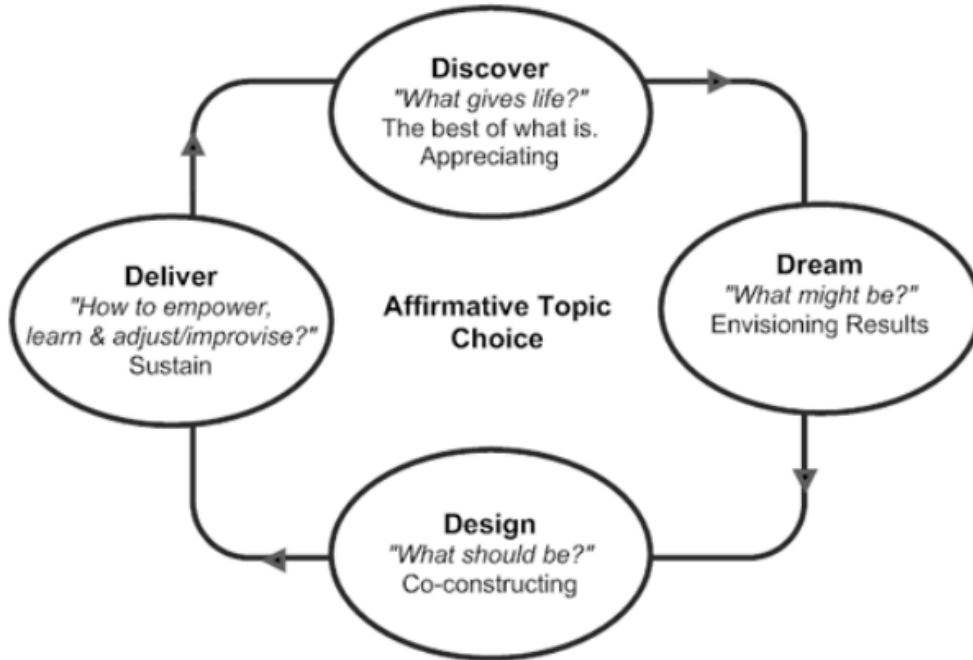 Discover
"What gives life?"
The best of what is.
Appreciating
Dream
"What might be?"
Envisioning Results
Design
"What should be?"
Co-constructing
Deliver
"How to empower,
learn & adjust/improvise?"
Sustain
Affirmative Topic
Choice